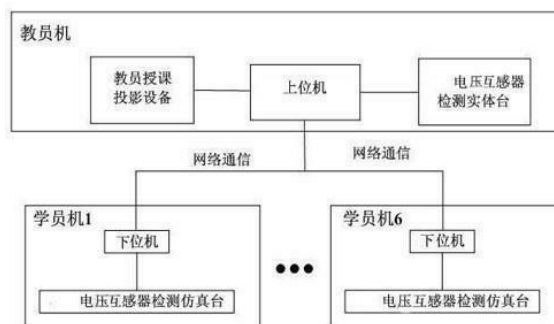 教员机
教员授课
投影设备
上位机
电压互感器
检测实体台
网络通信
网络通信
学员机1
下位机
电压互感器检测仿真台
学员机6
下位机
电压互感器检测仿真台